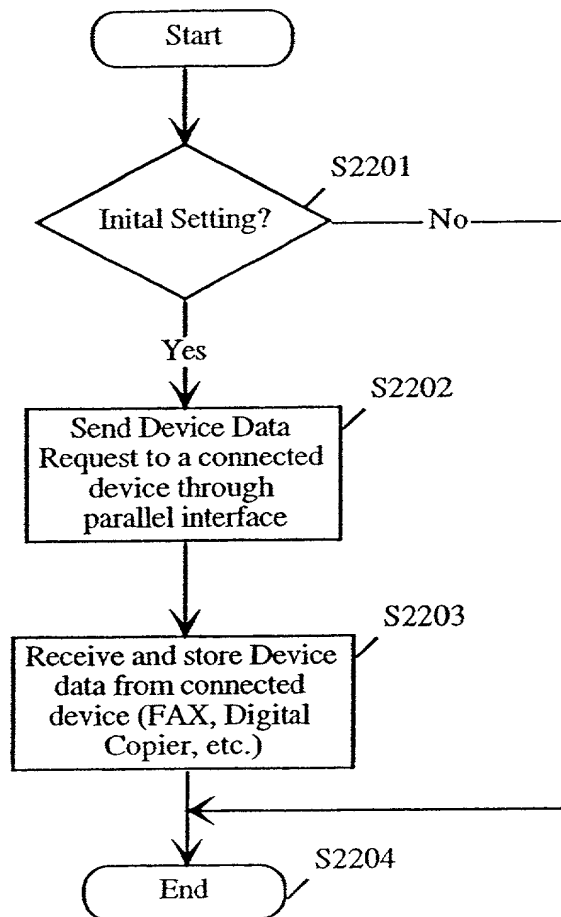 Start
S2201
Inital Setting?
No
Yes
S2202
Send Device Data
Request to a connected
device through
parallel interface
S2203
Receive and store Device
data from connected
device (FAX, Digital
Copier, etc.)
S2204
End